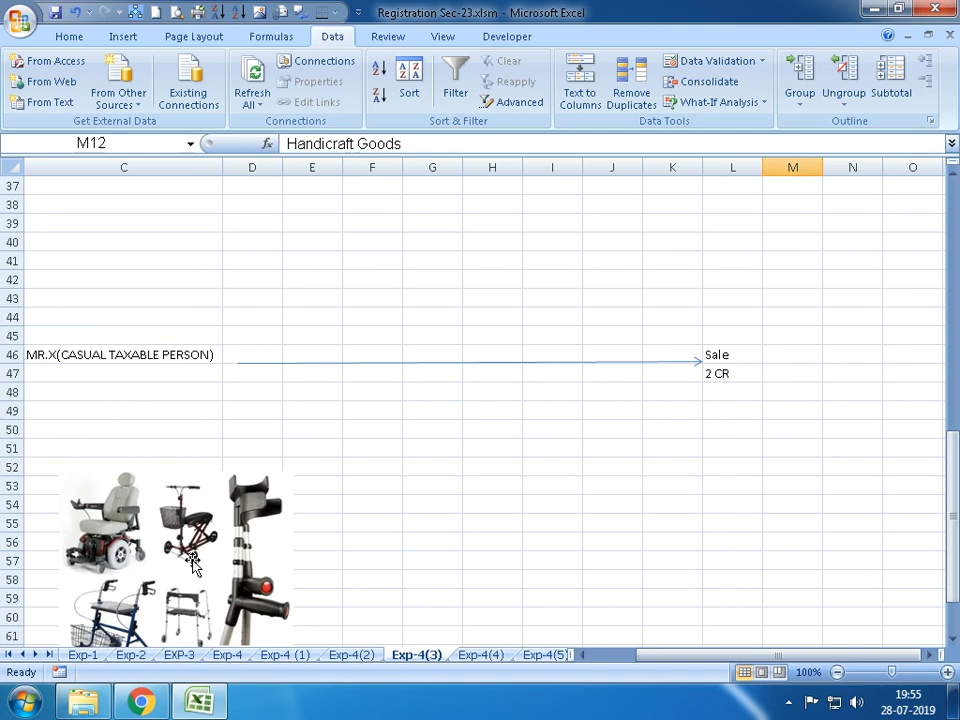 Registration Sec-23.xlsm - Microsoft Excel
Home Insert Page Layout Formulas Data Review View Developer
From Access
From Web
From Text
From Other Sources
Existing Connections
Get External Data
Refresh All
Connections
Properties
Edit Links
Connections
Sort
Filter
Clear
Reapply
Advanced
Sort & Filter
Text to Columns
Remove Duplicates
Data Validation
Consolidate
What-If Analysis
Data Tools
Group
Ungroup
Subtotal
Outline
M12 fx Handicraft Goods
C D E F G H I J K L M N O
37
38
39
40
41
42
43
44
45
46 MR.X(CASUAL TAXABLE PERSON) Sale
47 2 CR
48
49
50
51
52
53
54
55
56
57
58
59
60
61
Exp-1 Exp-2 EXP-3 Exp-4 Exp-4 (1) Exp-4(2) Exp-4(3) Exp-4(4) Exp-4(5)
Ready 100%
19:55
28-07-2019